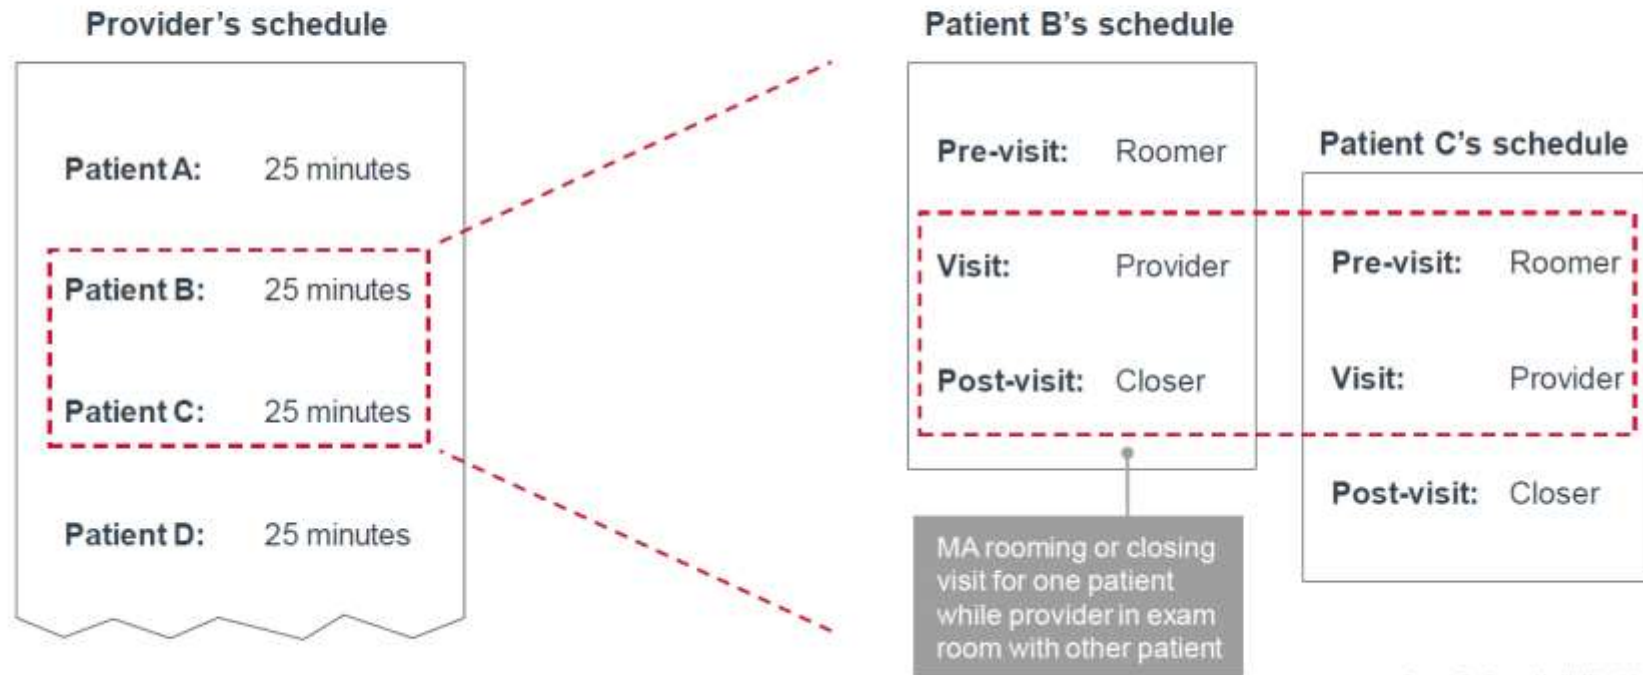 Provider’s schedule
Patient A: 25 minutes
Patient B: 25 minutes
Patient C: 25 minutes
Patient D: 25 minutes
Patient B’s schedule
Pre-visit: Roomer
Visit: Provider
Post-visit: Closer
MA rooming or closing
visit for one patient
while provider in exam
room with other patient
Patient C’s schedule
Pre-visit: Roomer
Visit: Provider
Post-visit: Closer